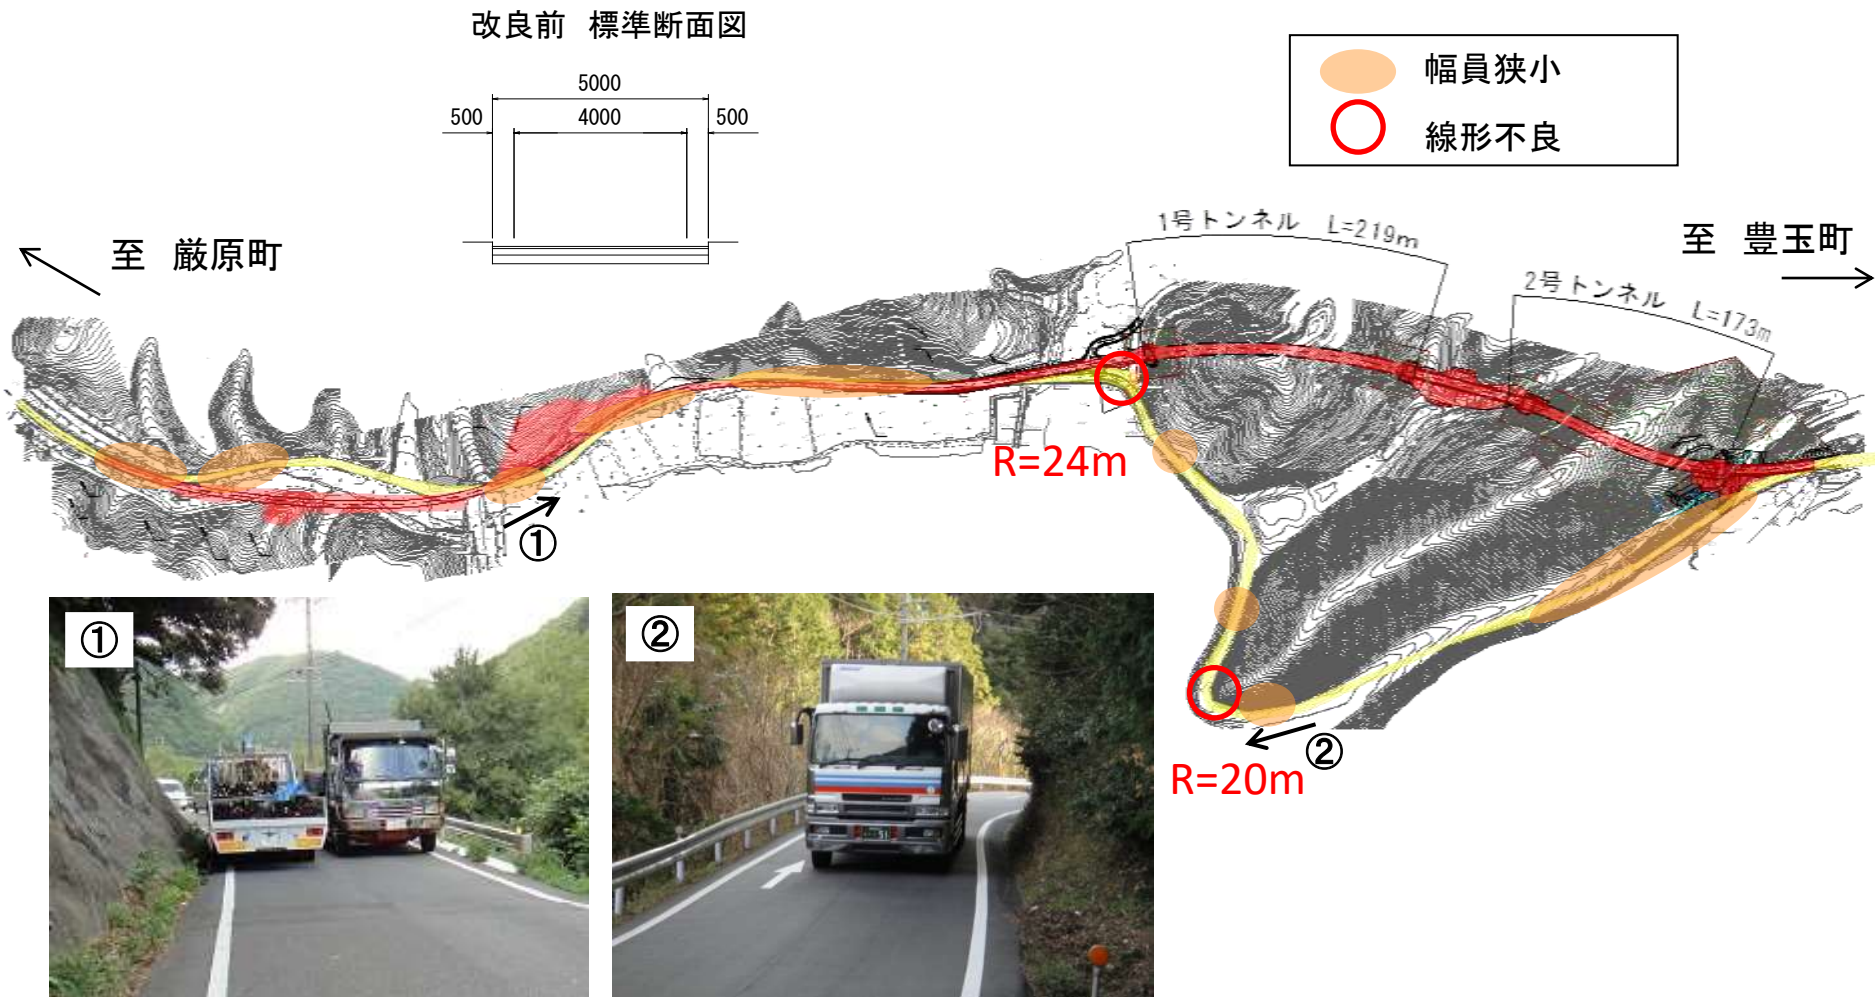 改良前 標準断面図
5000
500 4000 500
幅員狭小
線形不良
至 厳原町
1号トンネル L=219m
至 豊玉町
2号トンネル L=173m
R=24m
①
①
②
②
R=20m
51